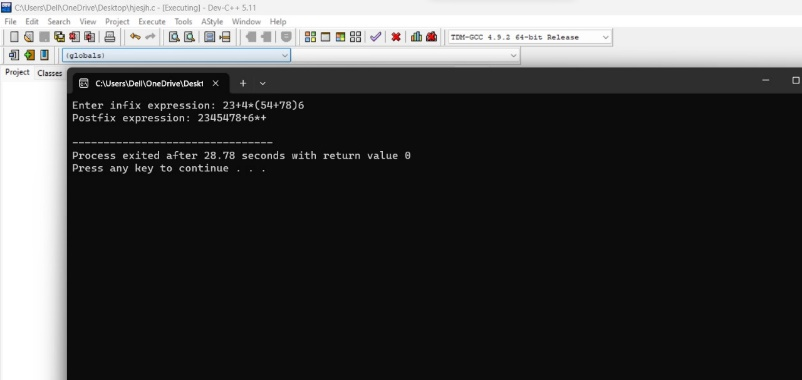 C:\Users\Dell\OneDrive\Desktop\hjesjh.c - [Executing] - Dev-C++ 5.11
File Edit Search View Project Execute Tools AStyle Window Help
TDM-GCC 4.9.2 64-bit Release
(globals)
Project Classes
C:\Users\Dell\OneDrive\Deskt
Enter infix expression: 23+4*(54+78)6
Postfix expression: 2345478+6*+
--------------------------------
Process exited after 28.78 seconds with return value 0
Press any key to continue . . .